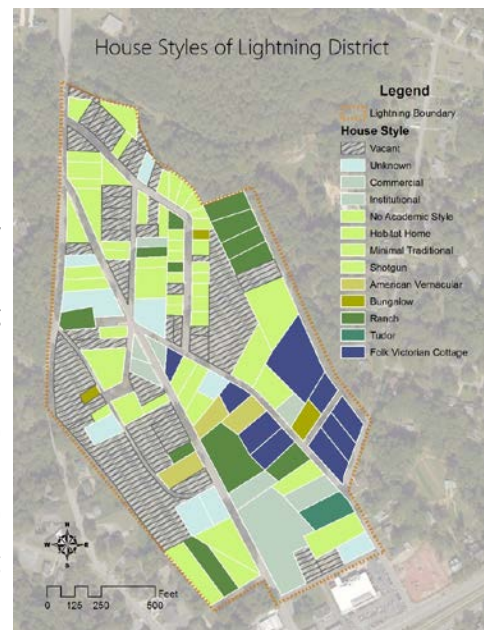 House Styles of Lightning District
Legend
Lightning Boundary
House Style
Vacant
Unknown
Commercial
Institutional
No Academic Style
Habitat Home
Minimal Traditional
Shotgun
American Vernacular
Bungalow
Ranch
Tudor
Folk Victorian Cottage
N
W E
S
Feet
0 125 250 500